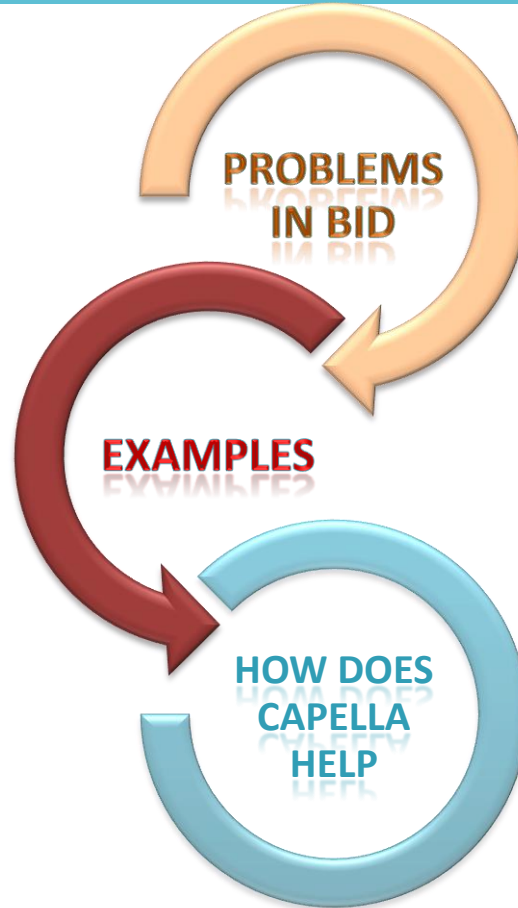 PROBLEMS
IN BID
EXAMPLES
HOW DOES
CAPELLA
HELP